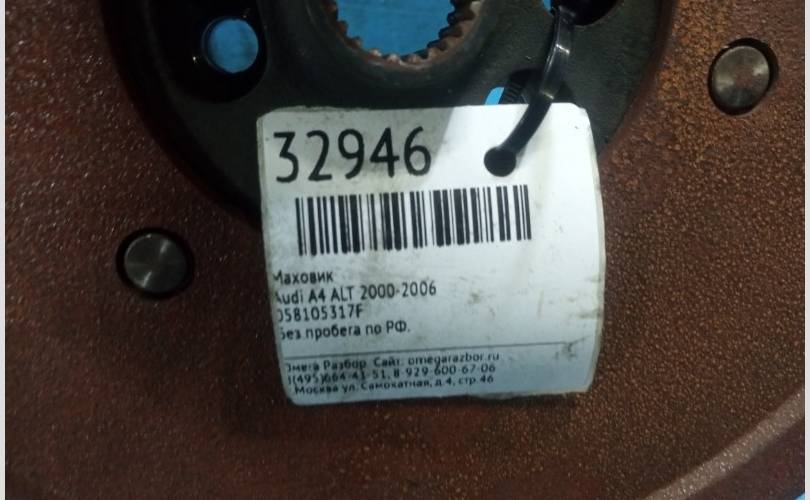 32946
Маховик
Audi A4 ALT 2000-2006
058105317F
Без пробега по РФ.
Омега Разбор. Сайт: omegarazbor.ru
8(495)664-41-51, 8-929-600-67-06
Москва ул. Самокатная, д.4, стр.46